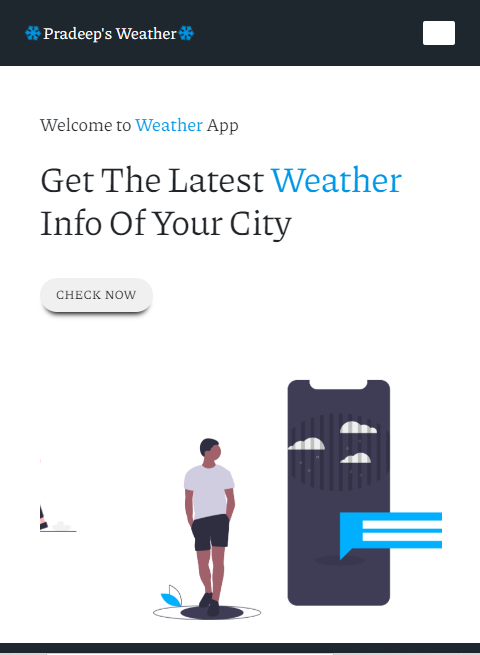 Pradeep's Weather
Welcome to Weather App
Get The Latest Weather
Info Of Your City
CHECK NOW